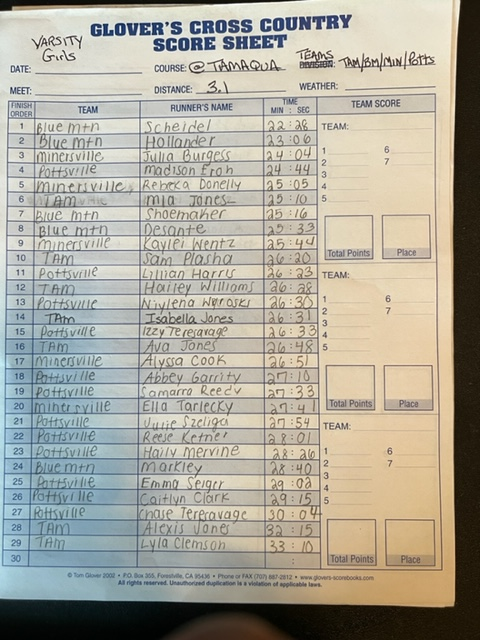 GLOVER'S CROSS COUNTRY
SCORE SHEET
VARSITY
Girls
DATE:
COURSE: @ TAMAQUA
TEAMS
DIVISION: TAM/BM/MIN/POTTS
MEET:
DISTANCE: 3.1
WEATHER:
FINISH ORDER TEAM RUNNER'S NAME TIME MIN : SEC TEAM SCORE
1 Blue mtn Scheidel 22:28
2 Blue mtn Hollander 23:06
3 minersville Julia Burgess 24:04
4 Pottsville madison Eroh 24:44
5 minersville Rebeka Donelly 25:05
6 TAM mia Jones 25:10
7 Blue mtn Shoemaker 25:16
8 Blue mtn Desante 25:33
9 minersville Kaylei Wentz 25:44
10 TAM Sam Plasha 26:20
11 Pottsville Lillian Harris 26:23
12 TAM Hailey Williams 26:28
13 Pottsville 26:30
14 TAm Isabella Jones 26:31
15 Pottsville Izzy Teregavage 26:33
16 TAM Ava Jones 26:48
17 Minersville Alyssa Cook 26:51
18 Pottsville Abbey Garrity 27:10
19 Pottsville Samarra Reedy 27:33
20 minersville Ella Tarlecky 27:41
21 Pottsville Julie Szeliga 27:54
22 Pottsville Reese Ketner 28:01
23 Pottsville Haily Mervine 28:26
24 Blue mtn markley 28:40
25 Pottsville Emma Seiger 29:02
26 Pottsville Caitlyn Clark 29:15
27 Pottsville Chase Teregavage 30:04
28 TAM Alexis Jones 32:15
29 TAM Lyla Clemson 33:10
30 :
TEAM:
1 6
2 7
3
4
5
Total Points Place
TEAM:
1 6
2 7
3
4
5
Total Points Place
TEAM:
1 6
2 7
3
4
5
Total Points Place
© Tom Glover 2002 • P.O. Box 305, Forestville, CA 95436 • Phone or FAX (707) 887-2812 • www.glovers-scorebooks.com
All rights reserved. Unauthorized duplication is a violation of applicable laws.